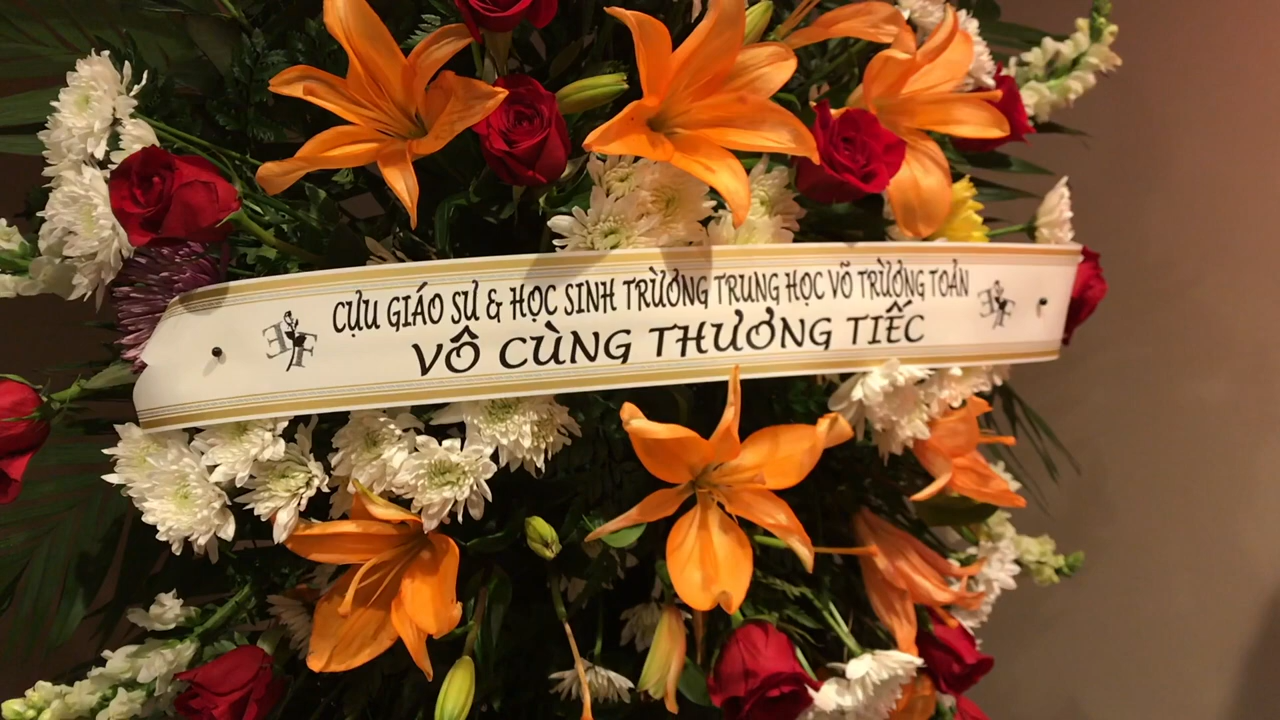 CỰU GIÁO SƯ & HỌC SINH TRƯỜNG TRUNG HỌC VÕ TRƯỜNG TOẢN
VÔ CÙNG THƯƠNG TIẾC